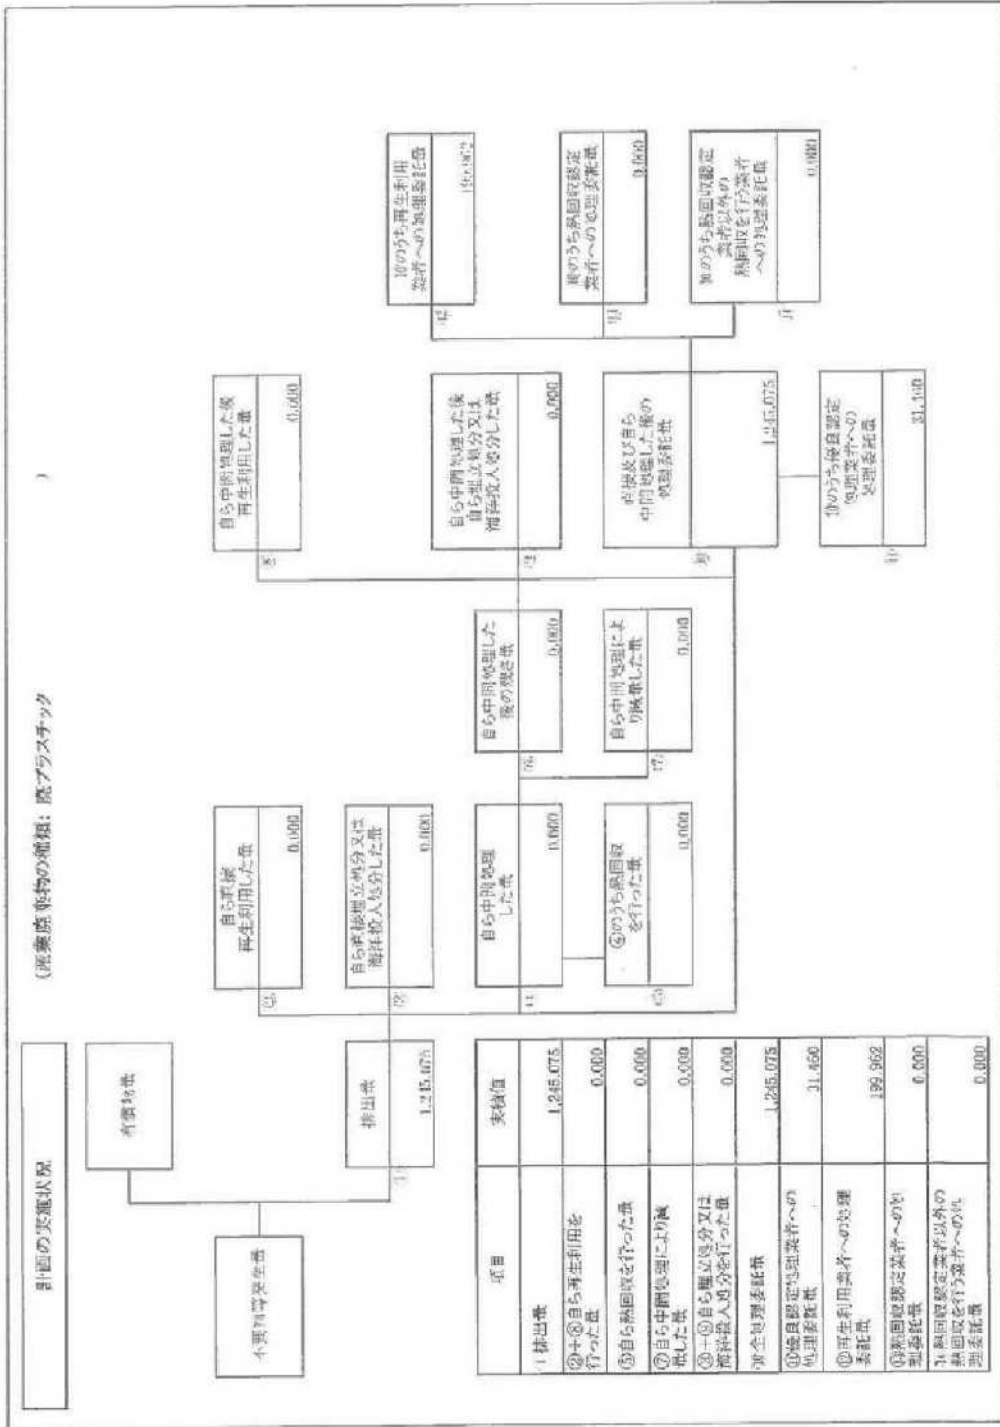 計画の実施状況
(産業廃棄物の種類：廃プラスチック
)
有償物量
不要物等発生量
排出量
1,245.075
②
自ら直接
再生利用した量
0.000
③
自ら直接埋立処分又は
海洋投入処分した量
0.000
自ら中間処理
した量
0.000
④のうち熱回収
を行った量
0.000
⑥
自ら中間処理した
後の残さ量
0.000
⑦
自ら中間処理によ
り減量した量
0.000
⑧
自ら中間処理した後
再生利用した量
0.000
自ら中間処理した後
自ら埋立処分又は
海洋投入処分した量
0.000
直接及び自ら
中間処理した後の
処理委託量
1,245.075
⑩のうち優良認定
処理業者への
処理委託量
31.460
⑩のうち再生利用
業者への処理委託量
199.962
⑩のうち熱回収認定
業者への処理委託量
0.000
⑩のうち熱回収認定
業者以外の
熱回収を行う業者
への処理委託量
0.000
項目
実績値
排出量
1,245.075
②+⑧自ら再生利用を
行った量
0.000
⑤自ら熱回収を行った量
0.000
⑦自ら中間処理により減
量した量
0.000
③+⑨自ら埋立処分又は
海洋投入処分を行った量
0.000
⑩全処理委託量
1,245.075
⑪優良認定処理業者への
処理委託量
31.460
⑫再生利用業者への処理
委託量
199.962
⑬熱回収認定業者への処
理委託量
0.000
⑭熱回収認定業者以外の
熱回収を行う業者への処
理委託量
0.000